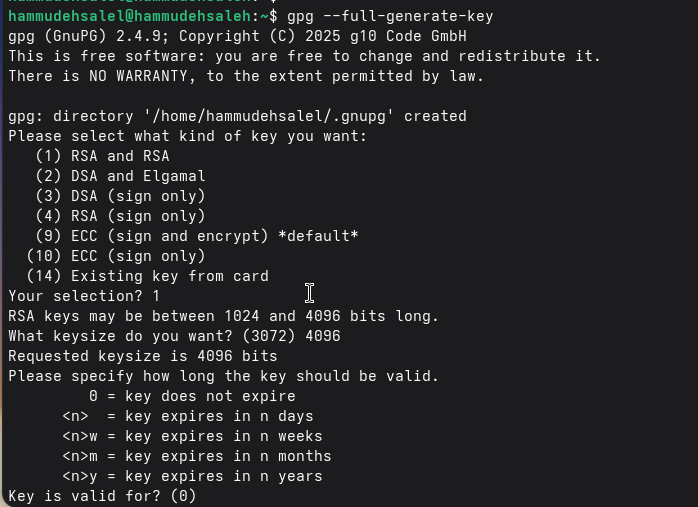 hammudehsalel@hammudehsaleh:~$ gpg --full-generate-key
gpg (GnuPG) 2.4.9; Copyright (C) 2025 g10 Code GmbH
This is free software: you are free to change and redistribute it.
There is NO WARRANTY, to the extent permitted by law.

gpg: directory '/home/hammudehsalel/.gnupg' created
Please select what kind of key you want:
   (1) RSA and RSA
   (2) DSA and Elgamal
   (3) DSA (sign only)
   (4) RSA (sign only)
   (9) ECC (sign and encrypt) *default*
  (10) ECC (sign only)
  (14) Existing key from card
Your selection? 1
RSA keys may be between 1024 and 4096 bits long.
What keysize do you want? (3072) 4096
Requested keysize is 4096 bits
Please specify how long the key should be valid.
         0 = key does not expire
      <n>  = key expires in n days
      <n>w = key expires in n weeks
      <n>m = key expires in n months
      <n>y = key expires in n years
Key is valid for? (0)